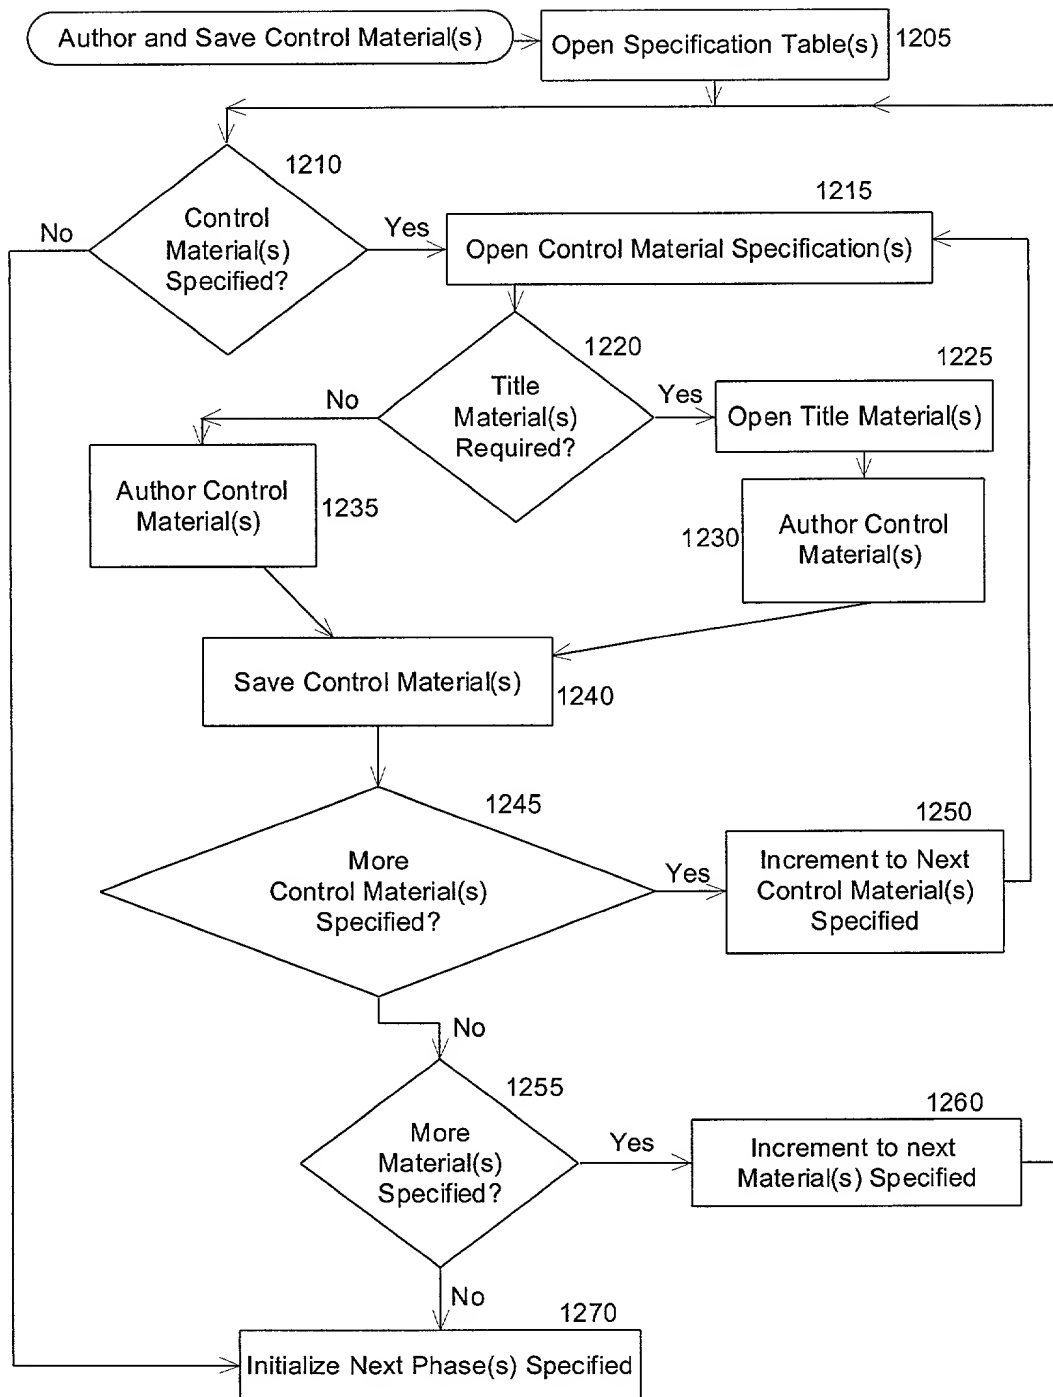 Author and Save Control Material(s)
Open Specification Table(s)
1205
1210
Control
Material(s)
Specified?
No
Yes
1215
Open Control Material Specification(s)
1220
Title
Material(s)
Required?
No
Yes
1225
Open Title Material(s)
Author Control
Material(s)
1235
1230
Author Control
Material(s)
Save Control Material(s)
1240
1245
More
Control Material(s)
Specified?
Yes
1250
Increment to Next
Control Material(s)
Specified
No
1255
More
Material(s)
Specified?
Yes
1260
Increment to next
Material(s) Specified
No
1270
Initialize Next Phase(s) Specified